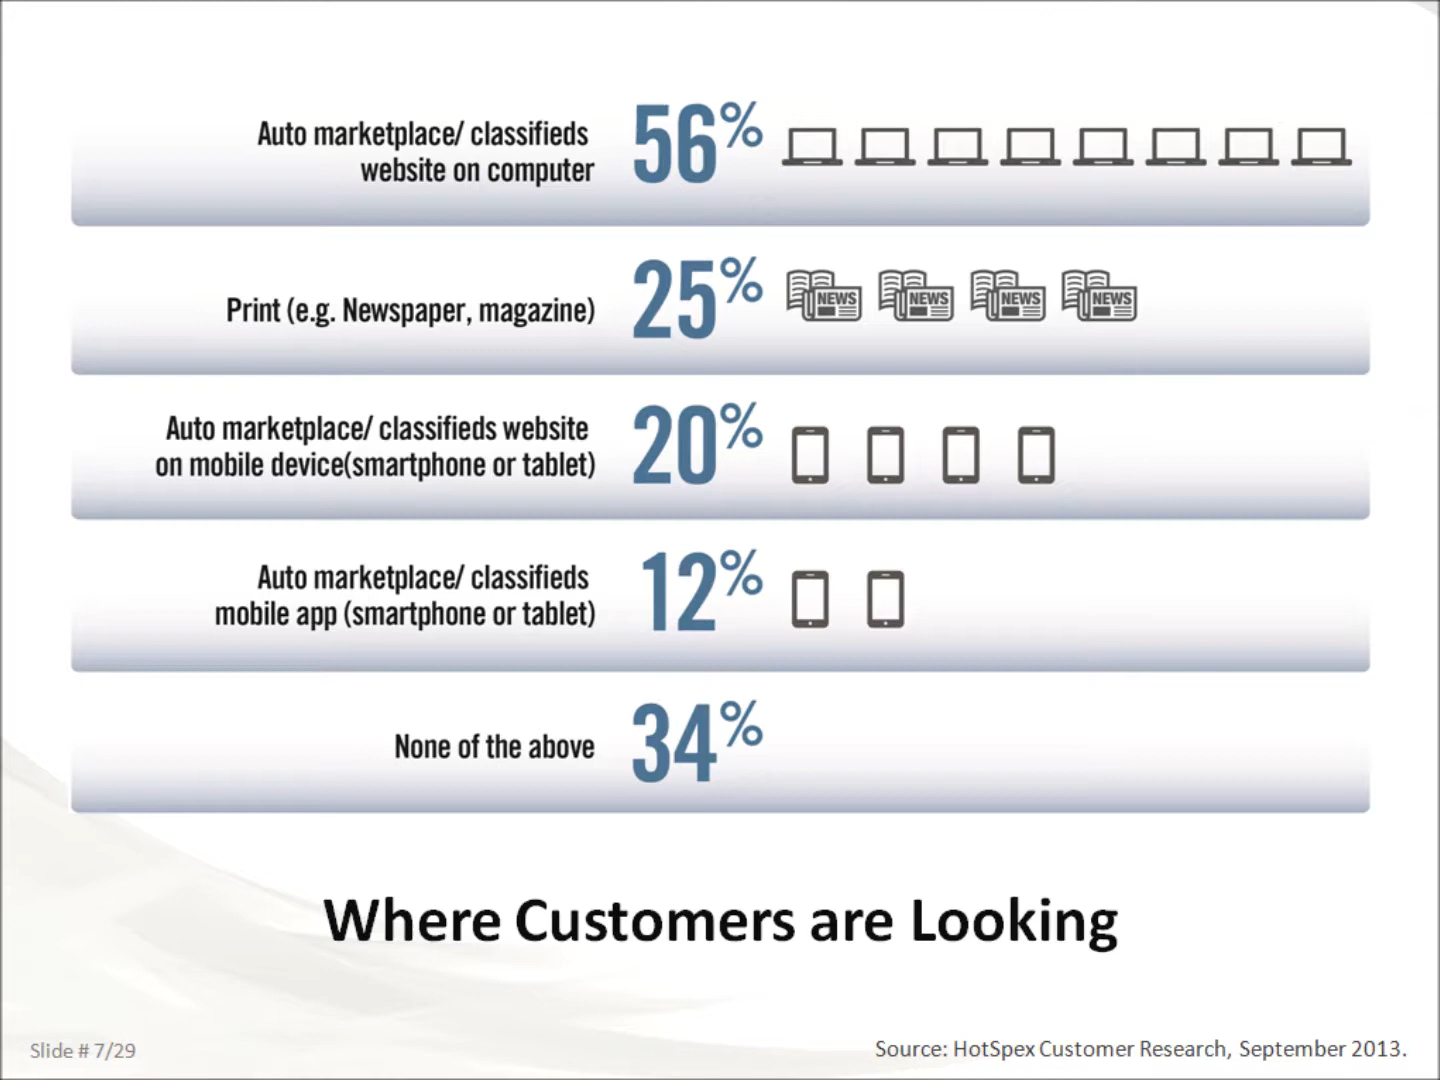 Auto marketplace/ classifieds
website on computer
56%
Print (e.g. Newspaper, magazine)
25%
NEWS NEWS NEWS NEWS
Auto marketplace/ classifieds website
on mobile device(smartphone or tablet)
20%
Auto marketplace/ classifieds
mobile app (smartphone or tablet)
12%
None of the above
34%
Where Customers are Looking
Slide # 7/29
Source: HotSpex Customer Research, September 2013.